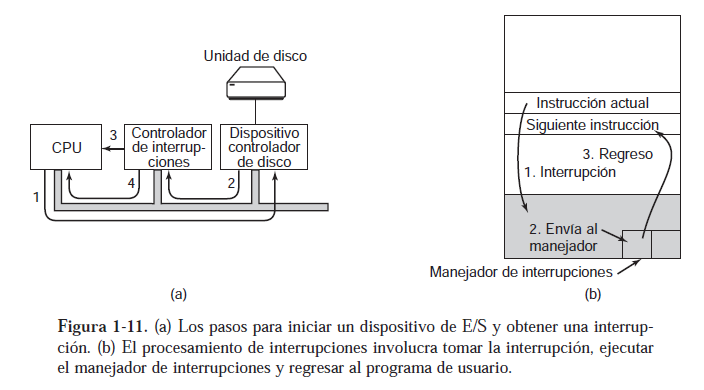 Unidad de disco
CPU
3
Controlador
de interrup-
ciones
Dispositivo
controlador
de disco
1
4
2
(a)
Instrucción actual
Siguiente instrucción
3. Regreso
1. Interrupción
2. Envía al
manejador
Manejador de interrupciones
(b)
Figura 1-11. (a) Los pasos para iniciar un dispositivo de E/S y obtener una interrup-
ción. (b) El procesamiento de interrupciones involucra tomar la interrupción, ejecutar
el manejador de interrupciones y regresar al programa de usuario.